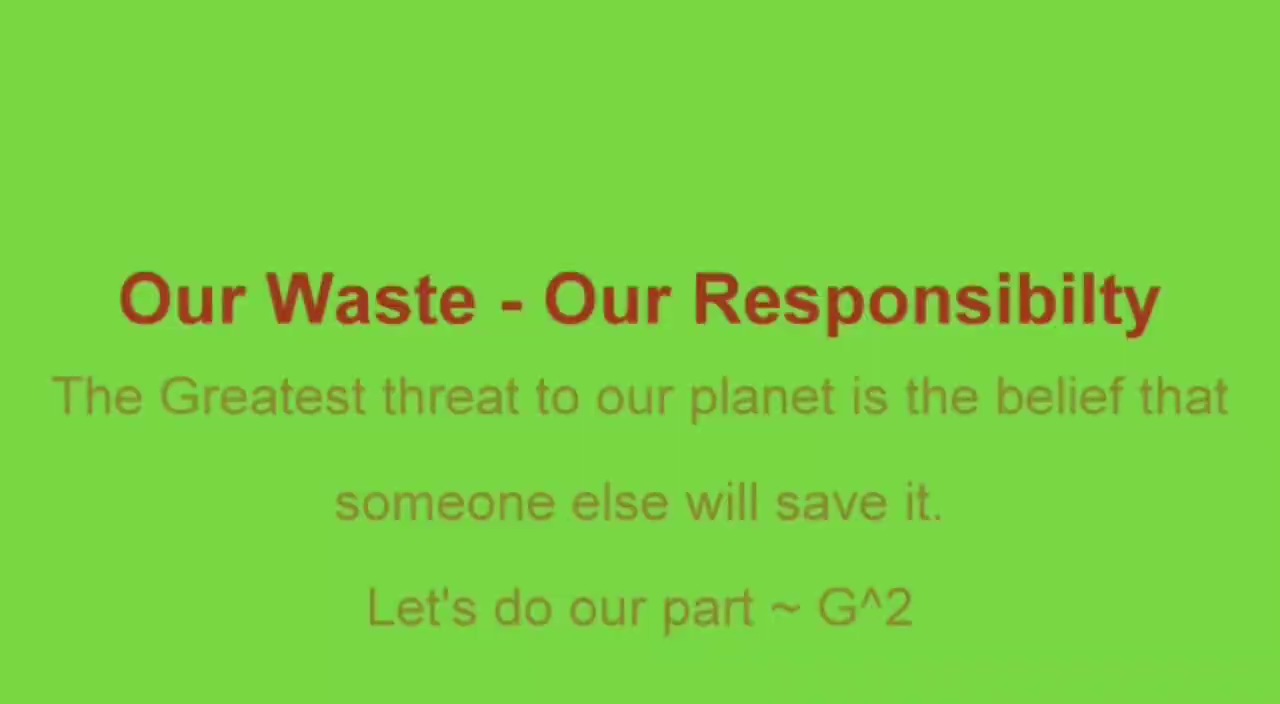 Our Waste - Our Responsibilty
The Greatest threat to our planet is the belief that
someone else will save it.
Let's do our part ~ G^2